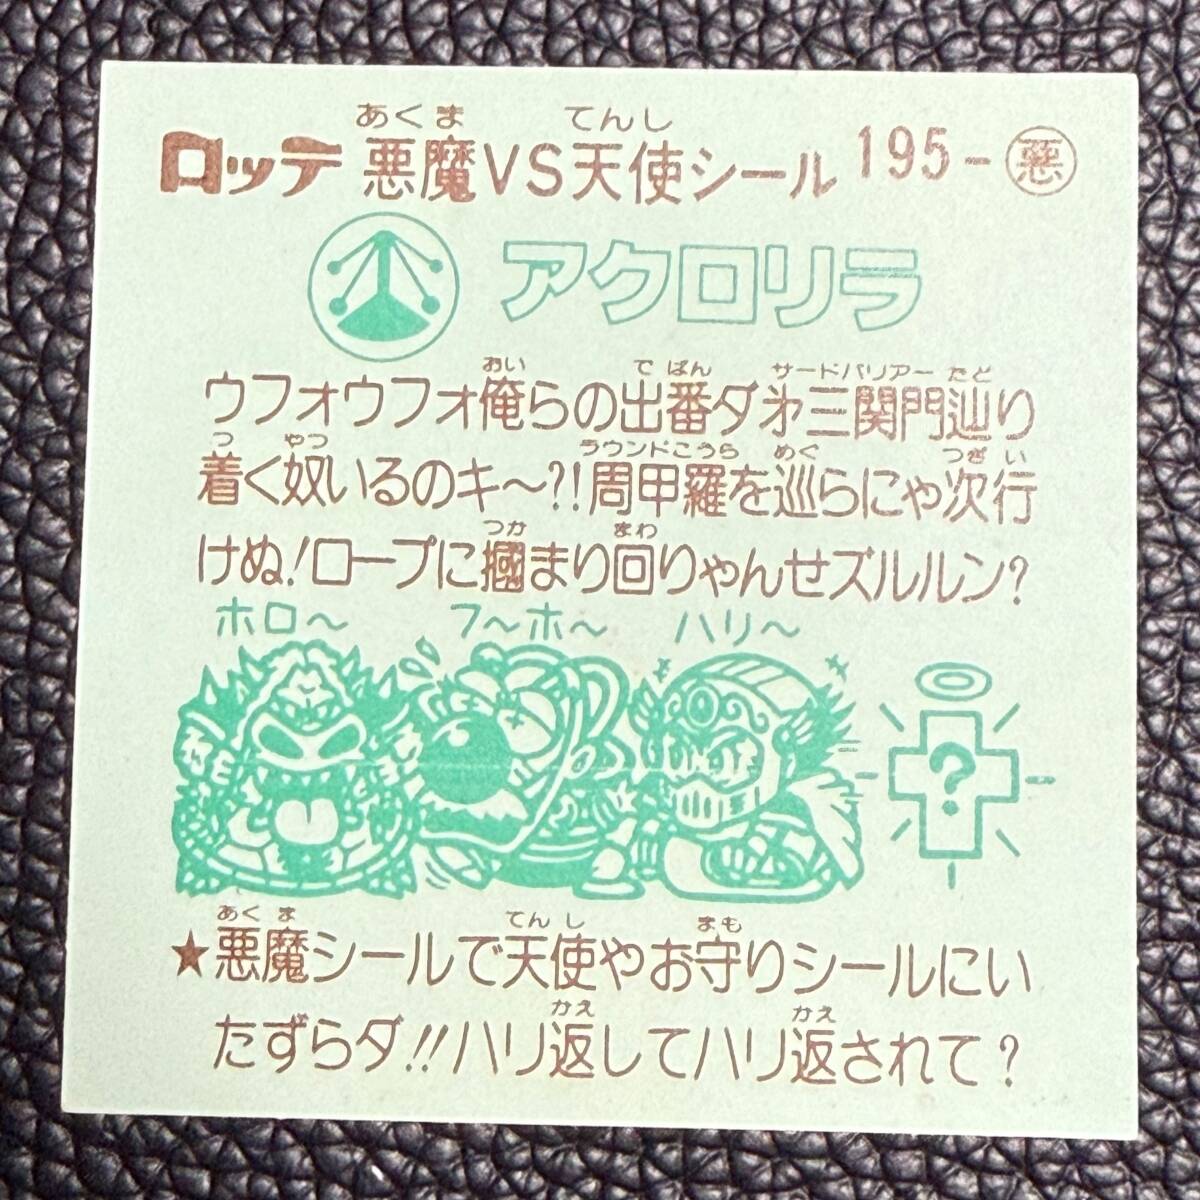 あくま てんし
ロッテ 悪魔VS天使シール 195-悪
アクロリラ
おい でばん サードバリアー たど
ウフォウフォ俺らの出番ダ㐧三関門辿り
つ やつ ラウンドこうら めぐ つぎい
着く奴いるのキ〜?!周甲羅を巡らにゃ次行
つか まわ
けぬ!ロープに摑まり回りゃんせズルルン?
ホロ〜 フ〜ホ〜 ハリ〜
?
あくま てんし まも
★悪魔シールで天使やお守りシールにい
かえ かえ
たずらダ!!ハリ返してハリ返されて?